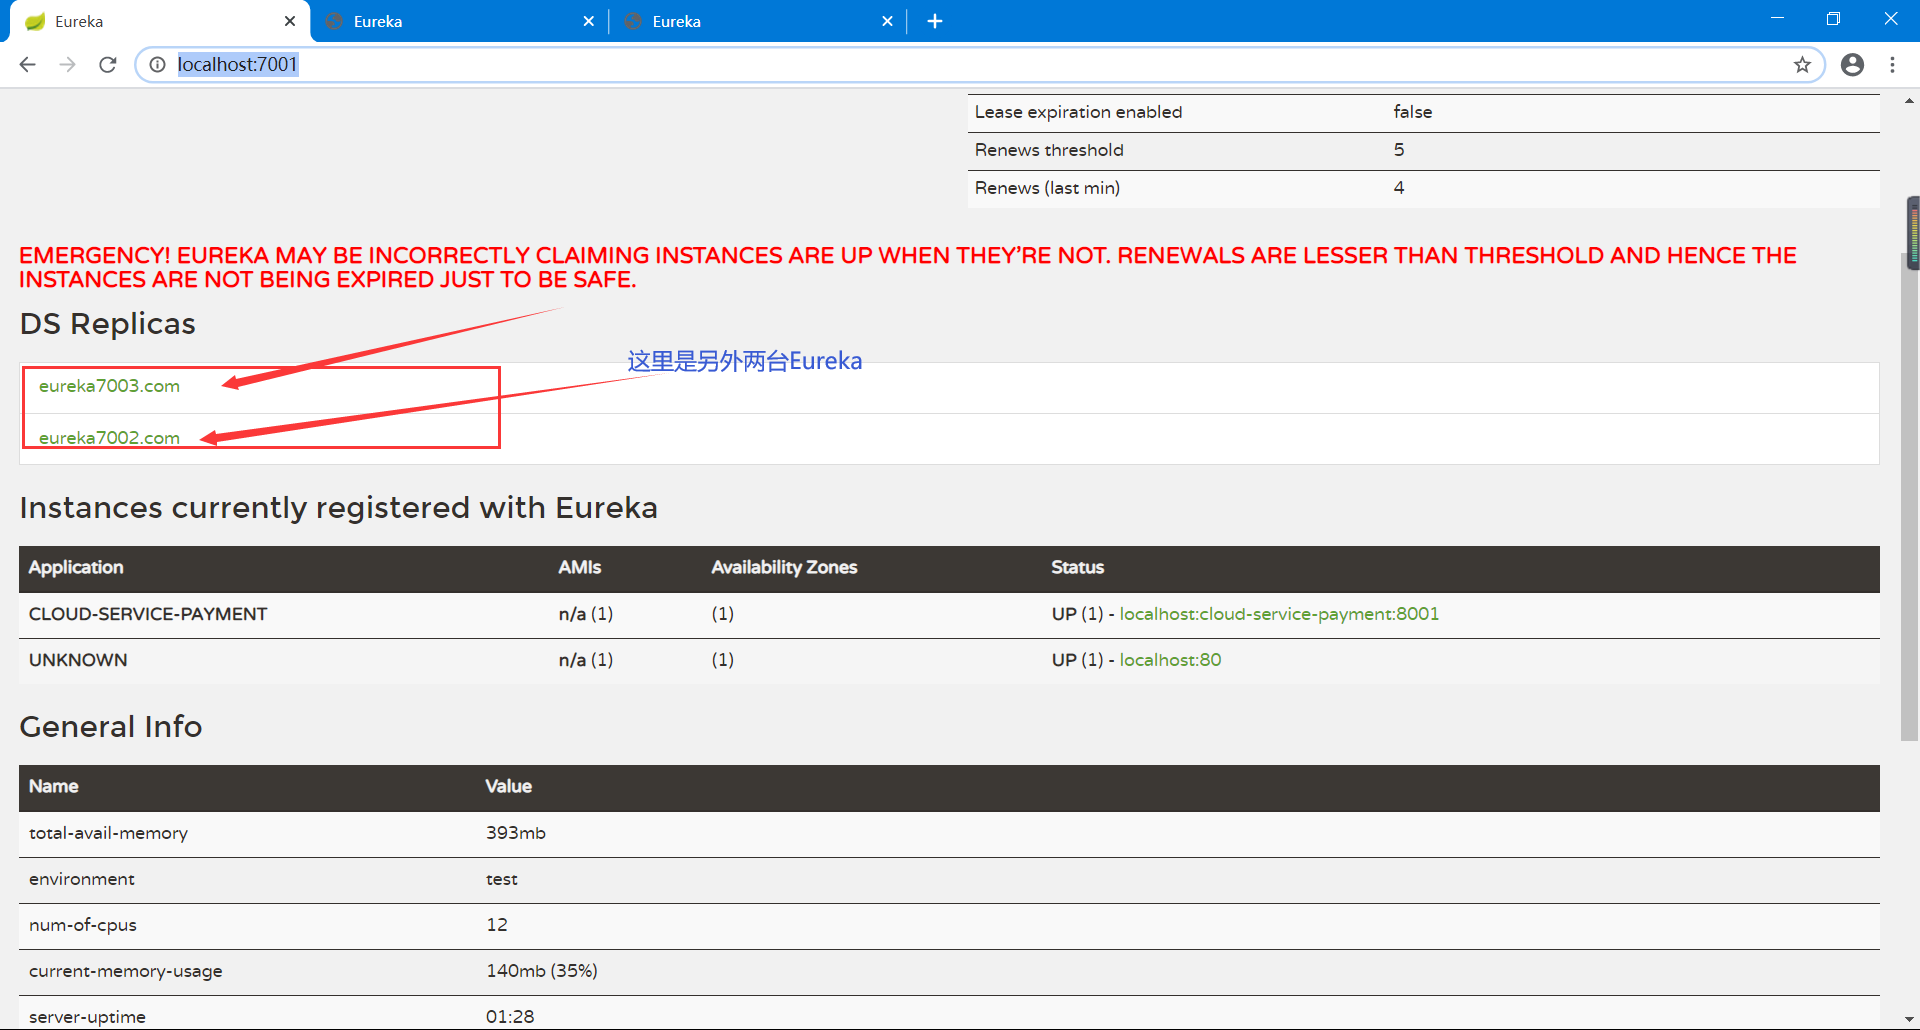 Eureka
Eureka
Eureka
localhost:7001
Lease expiration enabled false
Renews threshold 5
Renews (last min) 4
EMERGENCY! EUREKA MAY BE INCORRECTLY CLAIMING INSTANCES ARE UP WHEN THEY'RE NOT. RENEWALS ARE LESSER THAN THRESHOLD AND HENCE THE
INSTANCES ARE NOT BEING EXPIRED JUST TO BE SAFE.
DS Replicas
这里是另外两台Eureka
eureka7003.com
eureka7002.com
Instances currently registered with Eureka
Application AMIs Availability Zones Status
CLOUD-SERVICE-PAYMENT n/a (1) (1) UP (1) - localhost:cloud-service-payment:8001
UNKNOWN n/a (1) (1) UP (1) - localhost:80
General Info
Name Value
total-avail-memory 393mb
environment test
num-of-cpus 12
current-memory-usage 140mb (35%)
server-uptime 01:28